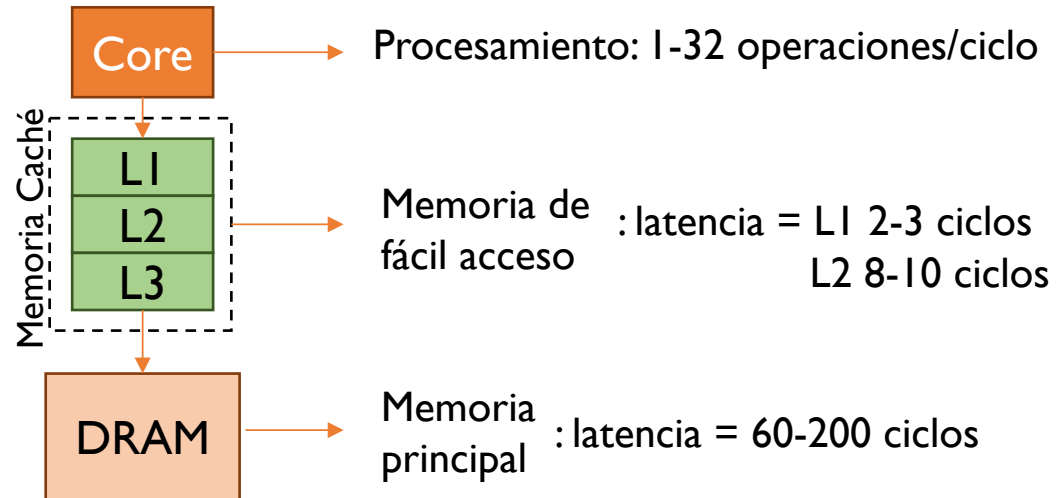 Core
Procesamiento: 1-32 operaciones/ciclo
Memoria Caché
L1
L2
L3
Memoria de
fácil acceso
: latencia = L1 2-3 ciclos
L2 8-10 ciclos
DRAM
Memoria
principal
: latencia = 60-200 ciclos